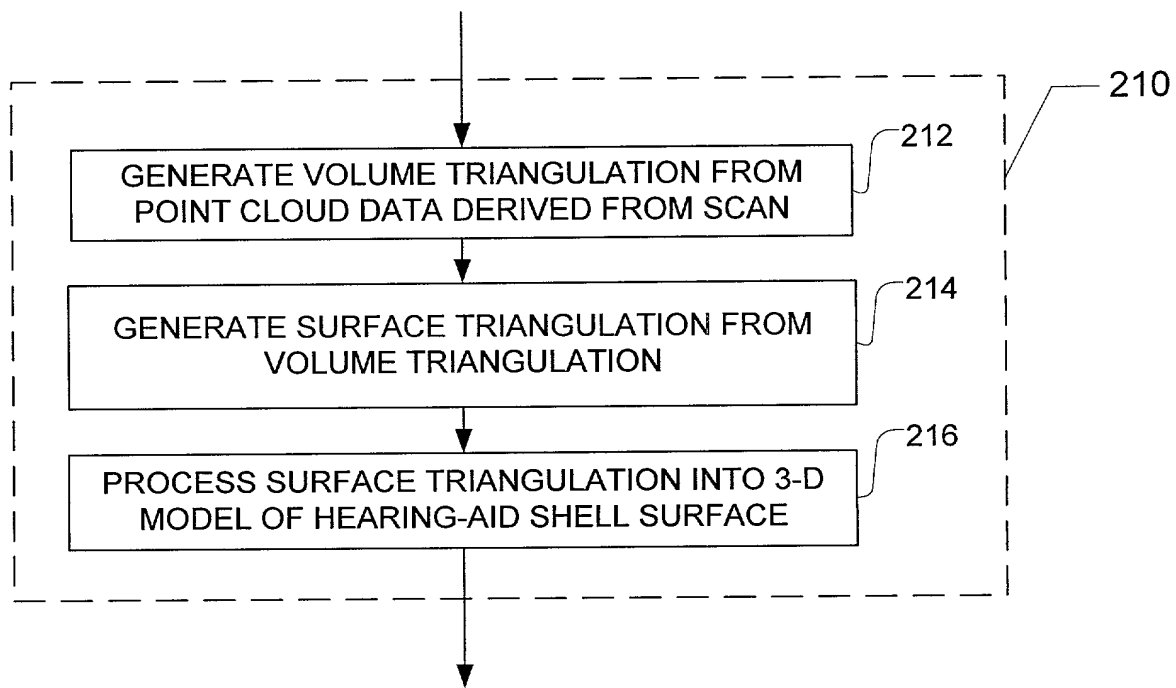 210
212
GENERATE VOLUME TRIANGULATION FROM
POINT CLOUD DATA DERIVED FROM SCAN
214
GENERATE SURFACE TRIANGULATION FROM
VOLUME TRIANGULATION
216
PROCESS SURFACE TRIANGULATION INTO 3-D
MODEL OF HEARING-AID SHELL SURFACE